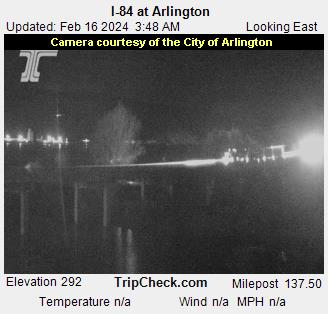 I-84 at Arlington
Updated: Feb 16 2024 3:48 AM Looking East
Camera courtesy of the City of Arlington
Elevation 292 TripCheck.com Milepost 137.50
Temperature n/a Wind n/a MPH n/a